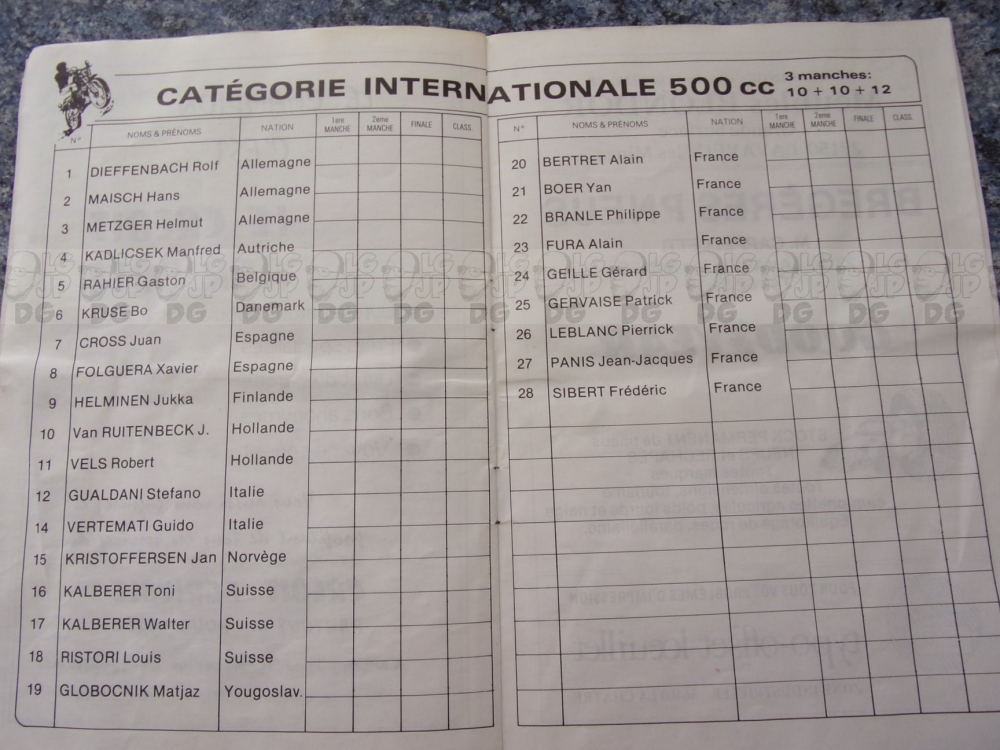 CATÉGORIE INTERNATIONALE 500 cc
3 manches:
10 + 10 + 12
N° NOMS & PRÉNOMS NATION 1ere MANCHE 2eme MANCHE FINALE CLASS.
1 DIEFFENBACH Rolf Allemagne
2 MAISCH Hans Allemagne
3 METZGER Helmut Allemagne
4 KADLICSEK Manfred Autriche
5 RAHIER Gaston Belgique
6 KRUSE Bo Danemark
7 CROSS Juan Espagne
8 FOLGUERA Xavier Espagne
9 HELMINEN Jukka Finlande
10 Van RUITENBECK J. Hollande
11 VELS Robert Hollande
12 GUALDANI Stefano Italie
14 VERTEMATI Guido Italie
15 KRISTOFFERSEN Jan Norvège
16 KALBERER Toni Suisse
17 KALBERER Walter Suisse
18 RISTORI Louis Suisse
19 GLOBOCNIK Matjaz Yougoslav.
N° NOMS & PRÉNOMS NATION 1ere MANCHE 2eme MANCHE FINALE CLASS.
20 BERTRET Alain France
21 BOER Yan France
22 BRANLE Philippe France
23 FURA Alain France
24 GEILLE Gérard France
25 GERVAISE Patrick France
26 LEBLANC Pierrick France
27 PANIS Jean-Jacques France
28 SIBERT Frédéric France
LG JP DG